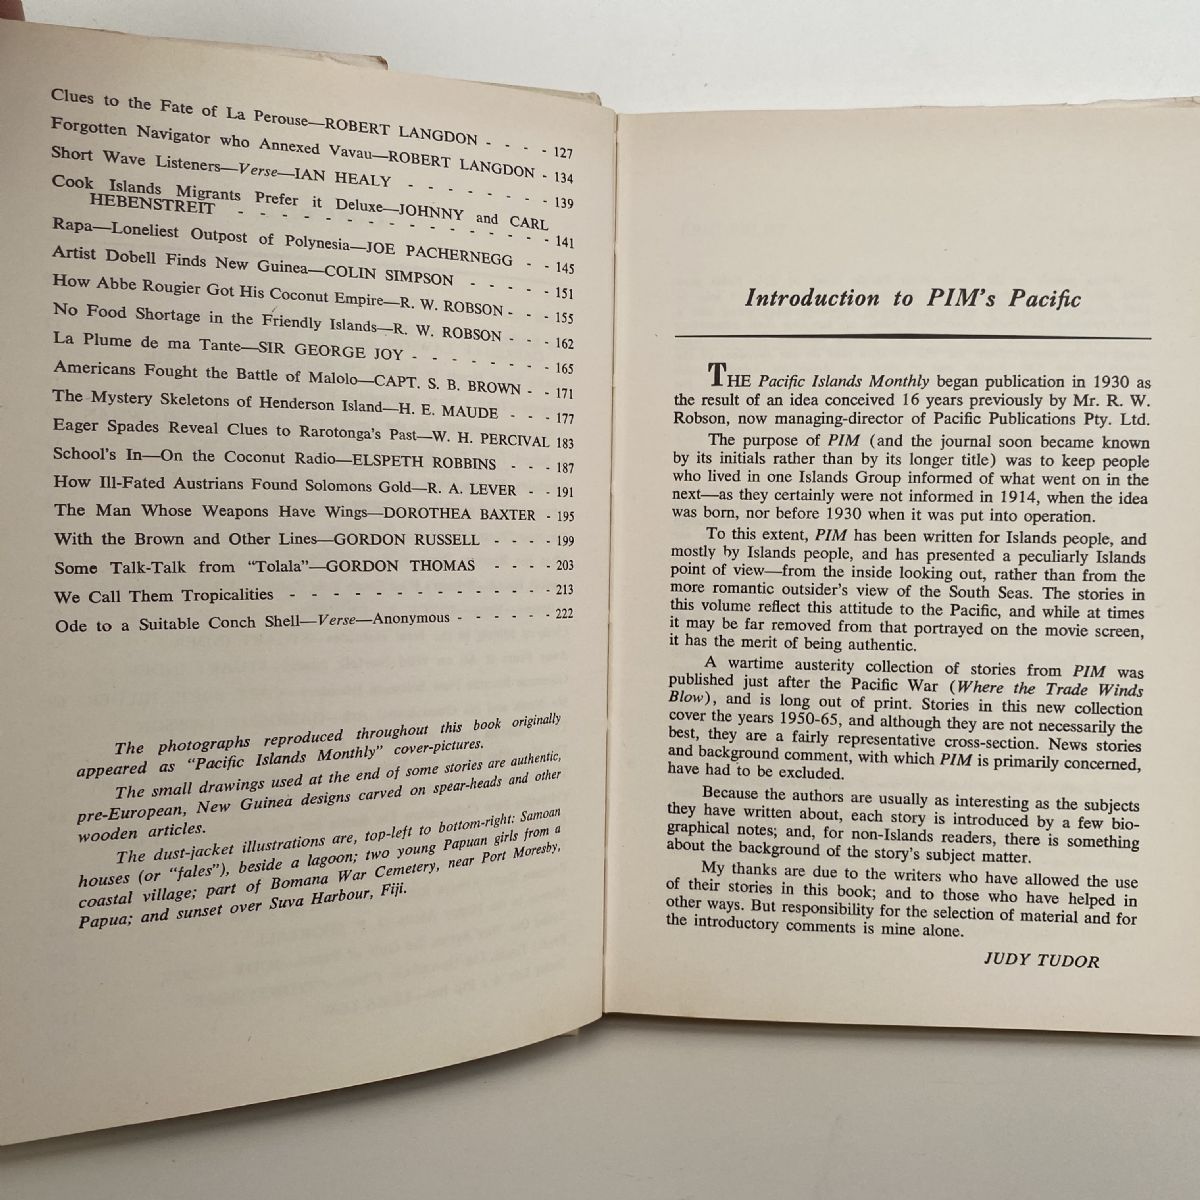 Clues to the Fate of La Perouse—ROBERT LANGDON - - - - 127
Forgotten Navigator who Annexed Vavau—ROBERT LANGDON - 134
Short Wave Listeners—Verse—IAN HEALY - - - - - - - - 139
Cook Islands Migrants Prefer it Deluxe—JOHNNY and CARL
HEBENSTREIT - - - - - - - - - - - - - - - 141
Rapa—Loneliest Outpost of Polynesia—JOE PACHERNEGG - - 145
Artist Dobell Finds New Guinea—COLIN SIMPSON - - - - - 151
How Abbe Rougier Got His Coconut Empire—R. W. ROBSON - - - 155
No Food Shortage in the Friendly Islands—R. W. ROBSON - - - 162
La Plume de ma Tante—SIR GEORGE JOY - - - - - - - - 165
Americans Fought the Battle of Malolo—CAPT. S. B. BROWN - - 171
The Mystery Skeletons of Henderson Island—H. E. MAUDE - - - 177
Eager Spades Reveal Clues to Rarotonga's Past—W. H. PERCIVAL 183
School's In—On the Coconut Radio—ELSPETH ROBBINS - - - 187
How Ill-Fated Austrians Found Solomons Gold—R. A. LEVER - - 191
The Man Whose Weapons Have Wings—DOROTHEA BAXTER - 195
With the Brown and Other Lines—GORDON RUSSELL - - - - 199
Some Talk-Talk from "Tolala"—GORDON THOMAS - - - - 203
We Call Them Tropicalities - - - - - - - - - - - - - 213
Ode to a Suitable Conch Shell—Verse—Anonymous - - - - - - 222
The photographs reproduced throughout this book originally
appeared as "Pacific Islands Monthly" cover-pictures.
The small drawings used at the end of some stories are authentic,
pre-European, New Guinea designs carved on spear-heads and other
wooden articles.
The dust-jacket illustrations are, top-left to bottom-right: Samoan
houses (or "fales"), beside a lagoon; two young Papuan girls from a
coastal village; part of Bomana War Cemetery, near Port Moresby,
Papua; and sunset over Suva Harbour, Fiji.
Introduction to PIM's Pacific
THE Pacific Islands Monthly began publication in 1930 as
the result of an idea conceived 16 years previously by Mr. R. W.
Robson, now managing-director of Pacific Publications Pty. Ltd.
The purpose of PIM (and the journal soon became known
by its initials rather than by its longer title) was to keep people
who lived in one Islands Group informed of what went on in the
next—as they certainly were not informed in 1914, when the idea
was born, nor before 1930 when it was put into operation.
To this extent, PIM has been written for Islands people, and
mostly by Islands people, and has presented a peculiarly Islands
point of view—from the inside looking out, rather than from the
more romantic outsider's view of the South Seas. The stories in
this volume reflect this attitude to the Pacific, and while at times
it may be far removed from that portrayed on the movie screen,
it has the merit of being authentic.
A wartime austerity collection of stories from PIM was
published just after the Pacific War (Where the Trade Winds
Blow), and is long out of print. Stories in this new collection
cover the years 1950-65, and although they are not necessarily the
best, they are a fairly representative cross-section. News stories
and background comment, with which PIM is primarily concerned,
have had to be excluded.
Because the authors are usually as interesting as the subjects
they have written about, each story is introduced by a few bio-
graphical notes; and, for non-Islands readers, there is something
about the background of the story's subject matter.
My thanks are due to the writers who have allowed the use
of their stories in this book; and to those who have helped in
other ways. But responsibility for the selection of material and for
the introductory comments is mine alone.
JUDY TUDOR